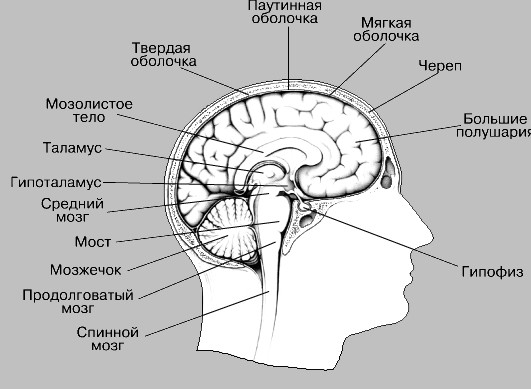 Паутинная
оболочка
Мягкая
оболочка
Твердая
оболочка
Череп
Мозолистое
тело
Большие
полушария
Таламус
Гипоталамус
Средний
мозг
Мост
Мозжечок
Гипофиз
Продолговатый
мозг
Спинной
мозг